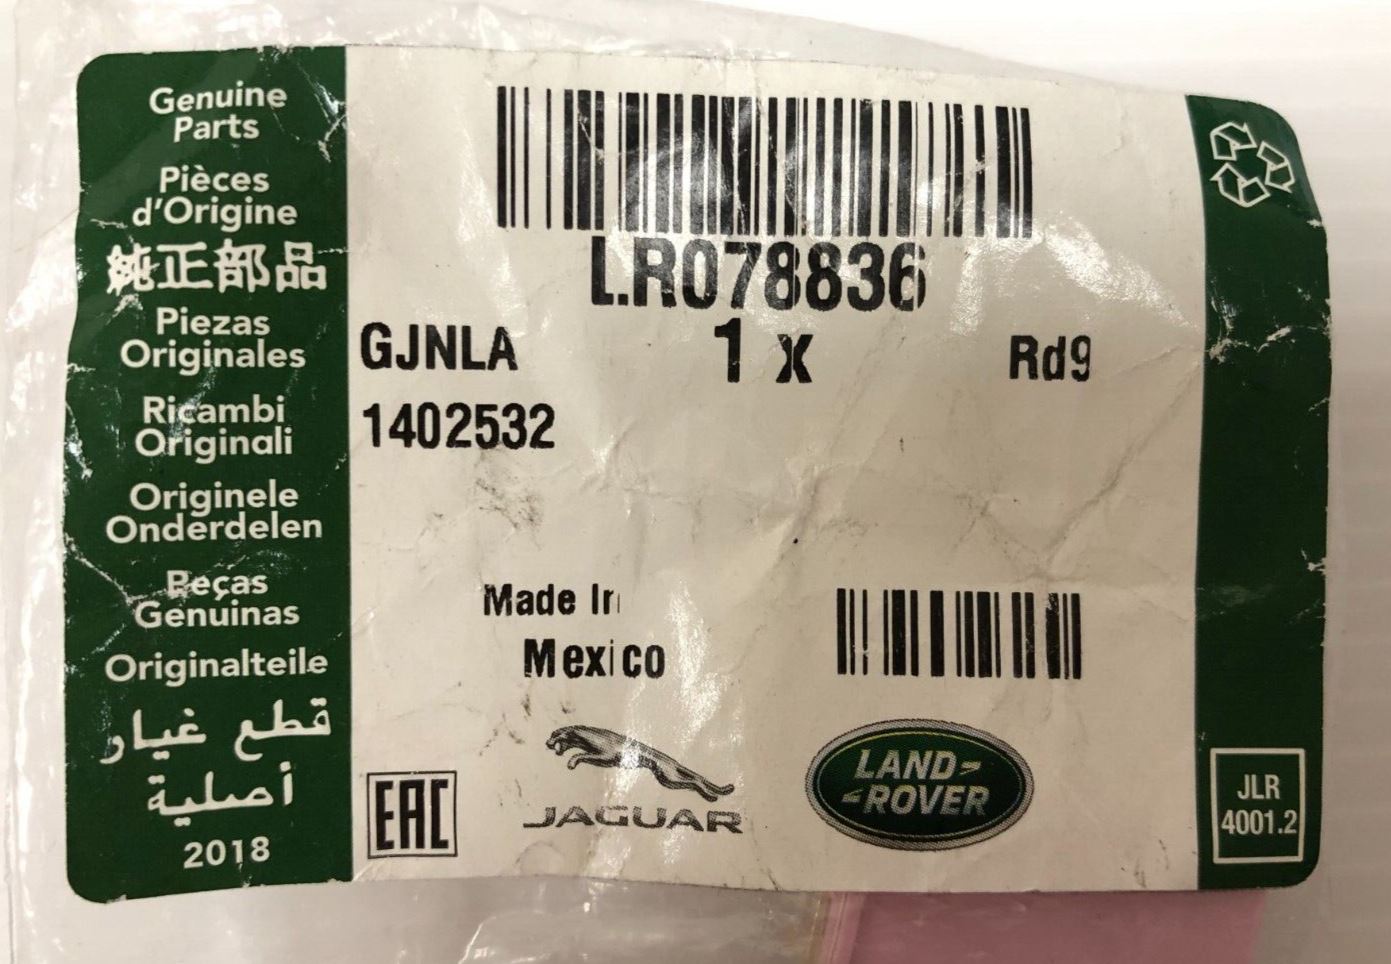 Genuine
Parts
Pièces
d'Origine
純正部品
Piezas
Originales
Ricambi
Originali
Originele
Onderdelen
Peças
Genuinas
Originalteile
قطع غيار
أصلية
2018
LR078836
GJNLA 1 x Rd9
1402532
Made In
Mexico
EAC
JAGUAR
LAND-
-ROVER
JLR
4001.2